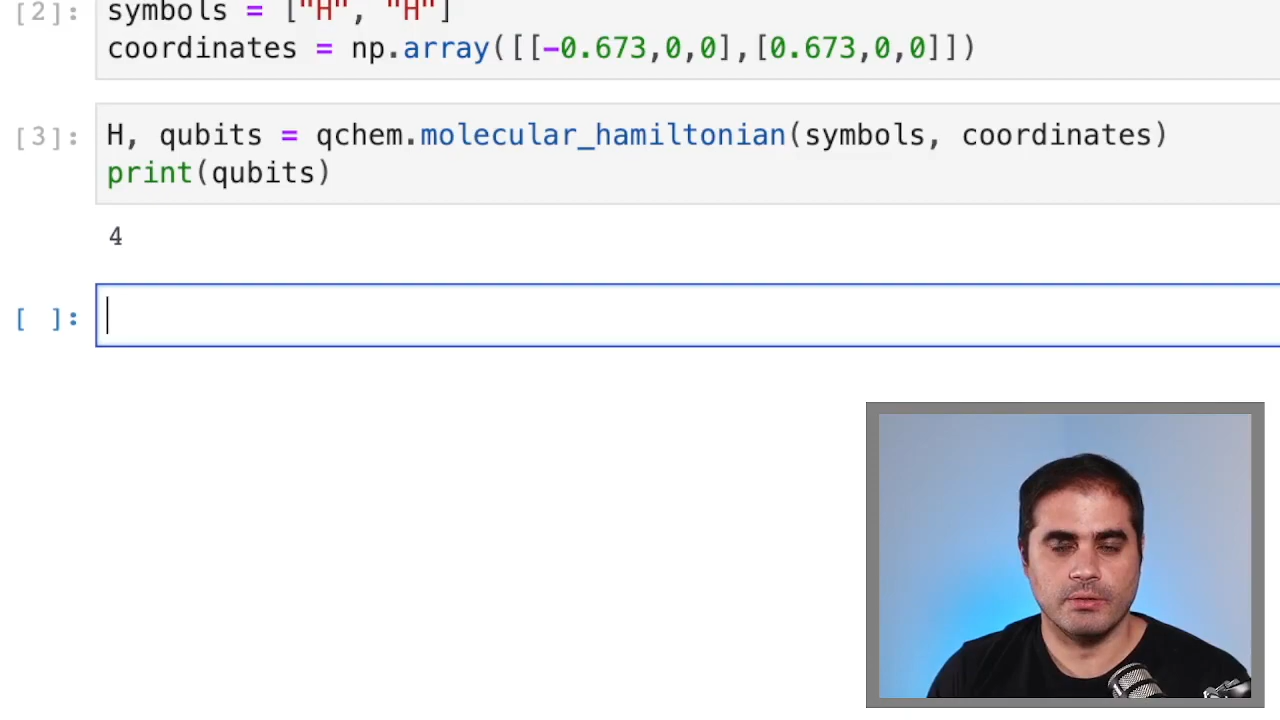 [2]: symbols = ["H", "H"]
coordinates = np.array([[-0.673,0,0],[0.673,0,0]])
[3]: H, qubits = qchem.molecular_hamiltonian(symbols, coordinates)
print(qubits)
4
[ ]: